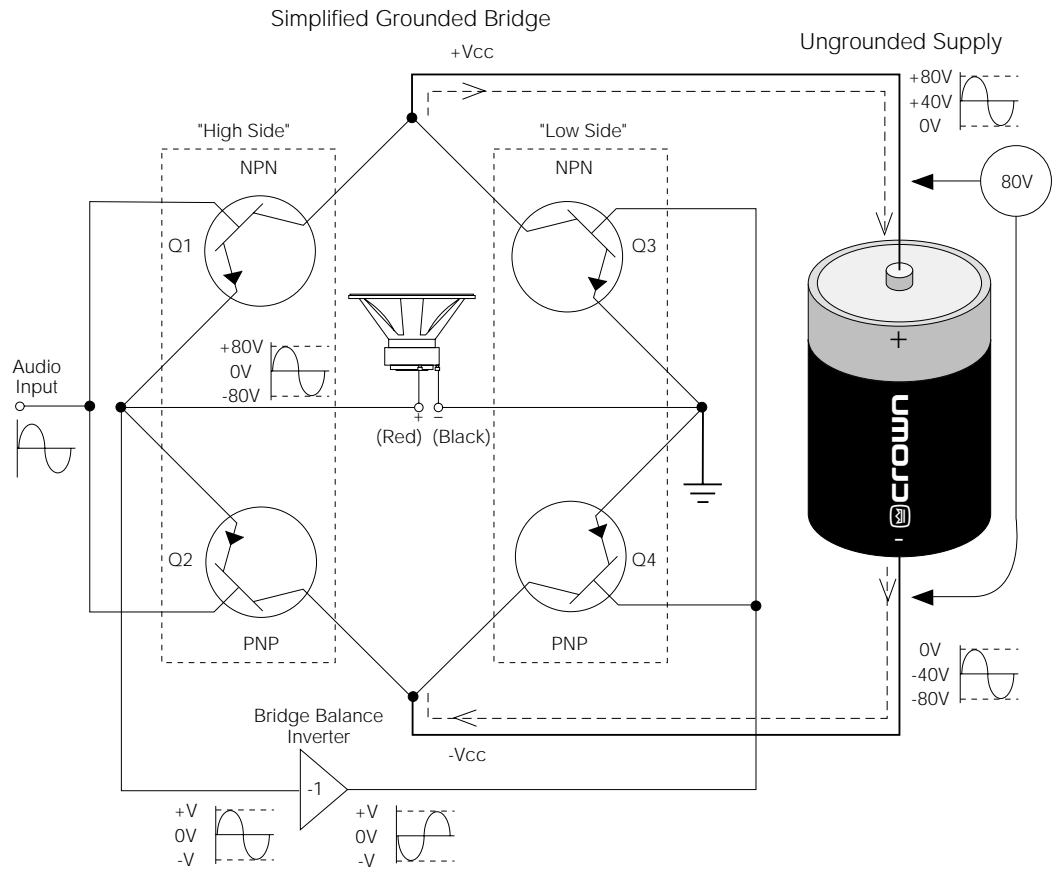 Simplified Grounded Bridge
Ungrounded Supply
+Vcc
+80V
+40V
0V
"High Side"
"Low Side"
NPN
NPN
80V
Q1
Q3
+
+80V
0V
-80V
Audio
Input
+
–
(Red)
(Black)
crown
-
Q2
Q4
PNP
PNP
0V
-40V
-80V
Bridge Balance
Inverter
-Vcc
-1
+V
0V
-V
+V
0V
-V